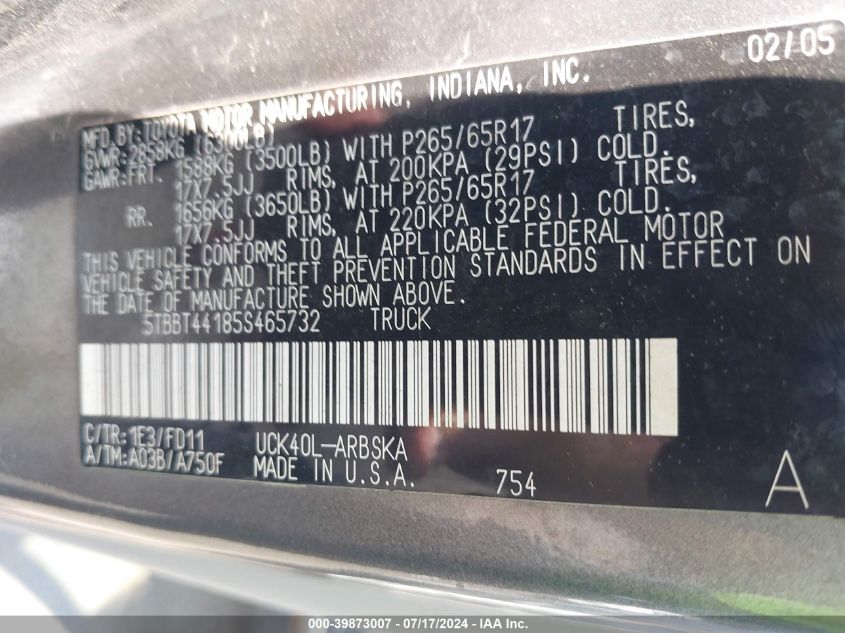 02/05
MFD.BY:TOYOTA MOTOR MANUFACTURING, INDIANA, INC.
GVWR:2858KG (6300LB)
GAWR:FRT. 1588KG (3500LB) WITH P265/65R17 TIRES,
17X7.5JJ RIMS, AT 200KPA (29PSI) COLD.
RR. 1656KG (3650LB) WITH P265/65R17 TIRES,
17X7.5JJ RIMS, AT 220KPA (32PSI) COLD.
THIS VEHICLE CONFORMS TO ALL APPLICABLE FEDERAL MOTOR
VEHICLE SAFETY AND THEFT PREVENTION STANDARDS IN EFFECT ON
THE DATE OF MANUFACTURE SHOWN ABOVE.
5TBBT44185S465732 TRUCK
C/TR:1E3/FD11 UCK40L-ARBSKA
A/TM:A03B/A750F MADE IN U.S.A. 754
A
000-39873007 - 07/17/2024 - IAA Inc.